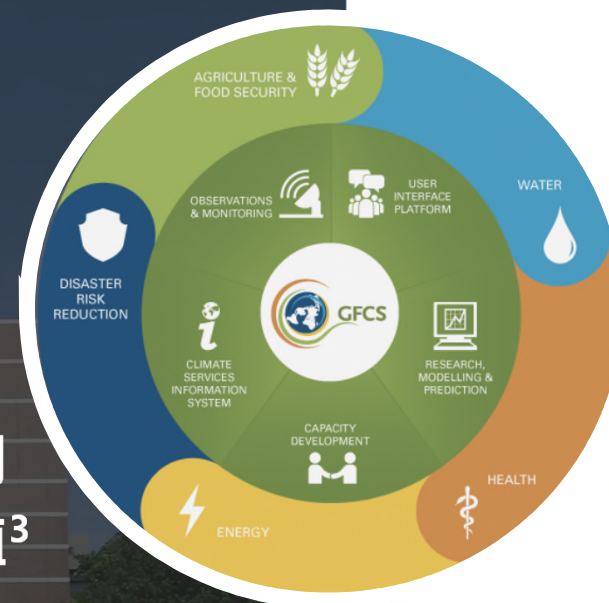 AGRICULTURE &
FOOD SECURITY
WATER
OBSERVATIONS
& MONITORING
USER
INTERFACE
PLATFORM
DISASTER
RISK
REDUCTION
GFCS
CLIMATE
SERVICES
INFORMATION
SYSTEM
RESEARCH,
MODELLING &
PREDICTION
CAPACITY
DEVELOPMENT
HEALTH
ENERGY
3